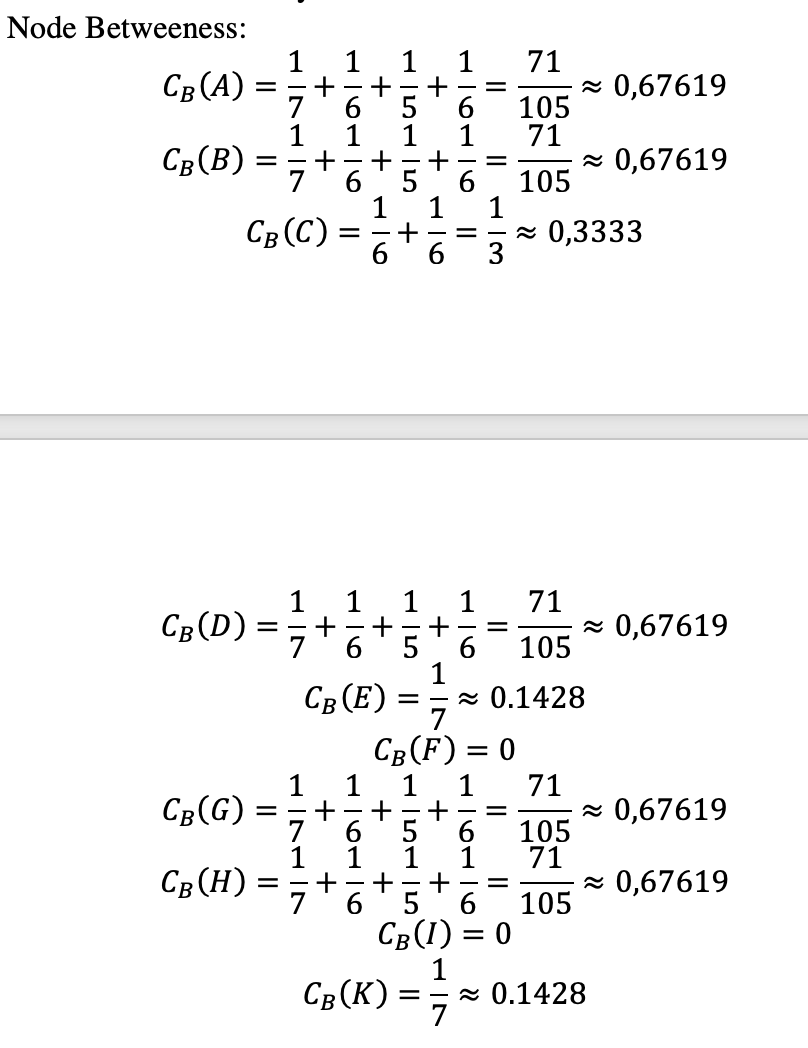 Node Betweeness:
C_B(A) = 1/7 + 1/6 + 1/5 + 1/6 = 71/105 ≈ 0,67619
C_B(B) = 1/7 + 1/6 + 1/5 + 1/6 = 71/105 ≈ 0,67619
C_B(C) = 1/6 + 1/6 = 1/3 ≈ 0,3333
C_B(D) = 1/7 + 1/6 + 1/5 + 1/6 = 71/105 ≈ 0,67619
C_B(E) = 1/7 ≈ 0.1428
C_B(F) = 0
C_B(G) = 1/7 + 1/6 + 1/5 + 1/6 = 71/105 ≈ 0,67619
C_B(H) = 1/7 + 1/6 + 1/5 + 1/6 = 71/105 ≈ 0,67619
C_B(I) = 0
C_B(K) = 1/7 ≈ 0.1428